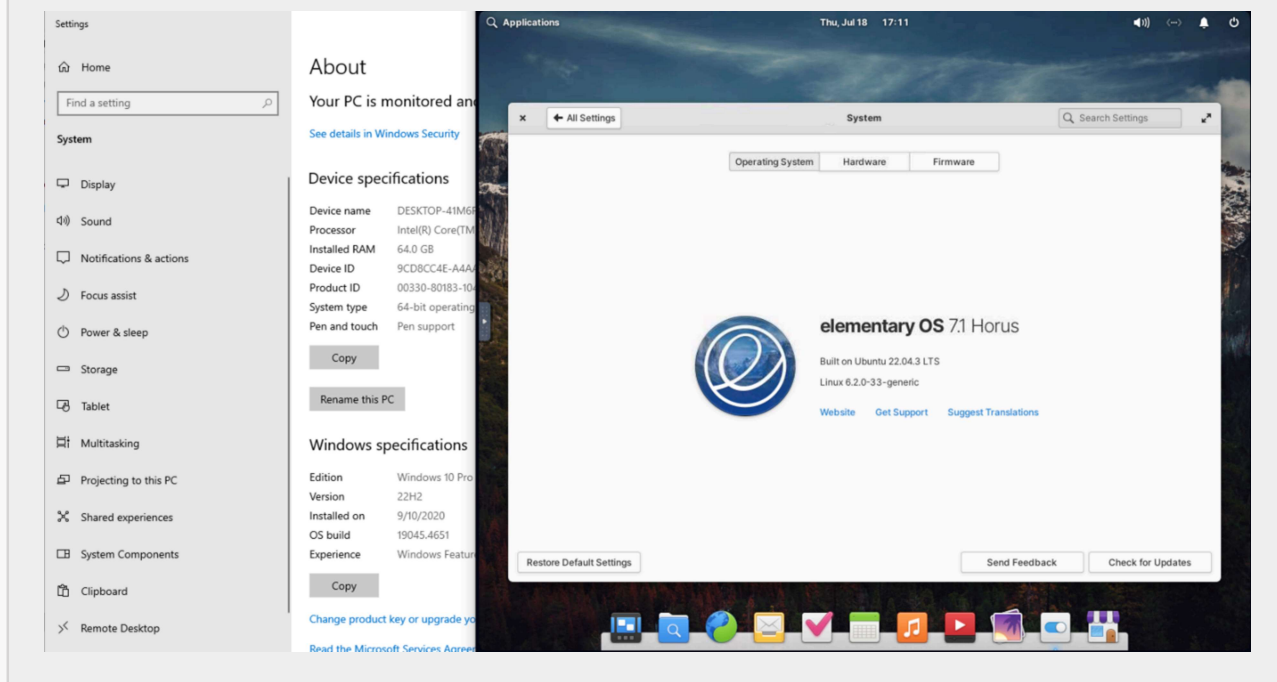 Settings
Home
Find a setting
System
Display
Sound
Notifications & actions
Focus assist
Power & sleep
Storage
Tablet
Multitasking
Projecting to this PC
Shared experiences
System Components
Clipboard
Remote Desktop
About
Your PC is monitored an
See details in Windows Security
Device specifications
Device name DESKTOP-41M6
Processor Intel(R) Core(TM
Installed RAM 64.0 GB
Device ID 9CD8CC4E-A4A
Product ID 00330-80183-10
System type 64-bit operating
Pen and touch Pen support
Copy
Rename this PC
Windows specifications
Edition Windows 10 Pro
Version 22H2
Installed on 9/10/2020
OS build 19045.4651
Experience Windows Featur
Copy
Change product key or upgrade yo
Read the Microsoft Services Agree
Applications
Thu, Jul 18 17:11
All Settings
System
Search Settings
Operating System Hardware Firmware
elementary OS 7.1 Horus
Built on Ubuntu 22.04.3 LTS
Linux 6.2.0-33-generic
Website Get Support Suggest Translations
Restore Default Settings
Send Feedback
Check for Updates